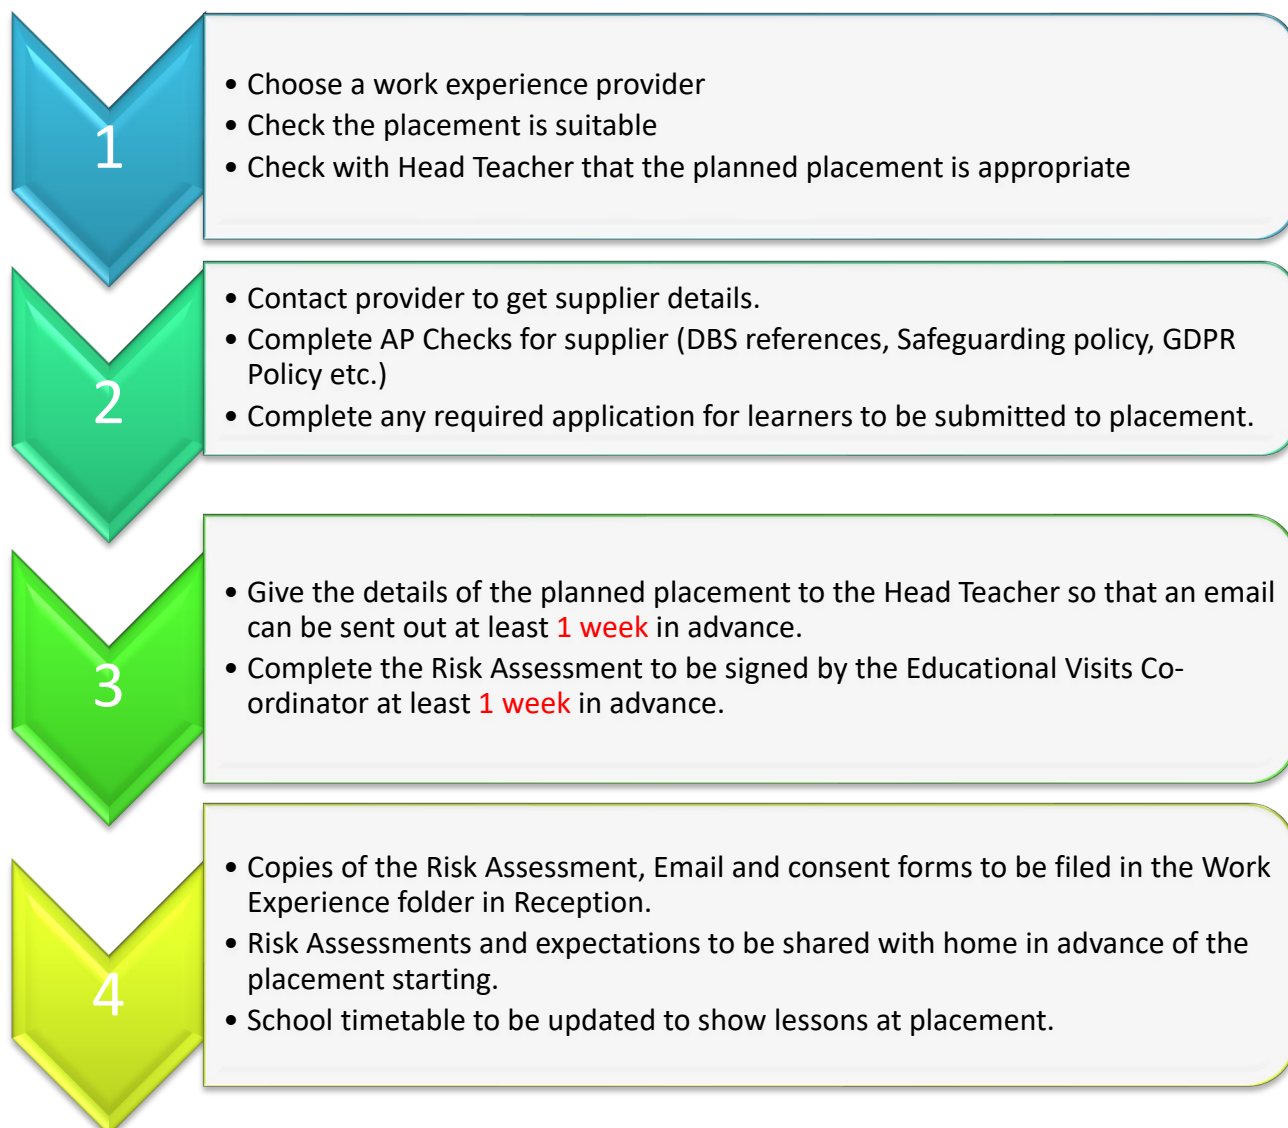 1
• Choose a work experience provider
• Check the placement is suitable
• Check with Head Teacher that the planned placement is appropriate
2
• Contact provider to get supplier details.
• Complete AP Checks for supplier (DBS references, Safeguarding policy, GDPR
Policy etc.)
• Complete any required application for learners to be submitted to placement.
3
• Give the details of the planned placement to the Head Teacher so that an email
can be sent out at least 1 week in advance.
• Complete the Risk Assessment to be signed by the Educational Visits Co-
ordinator at least 1 week in advance.
4
• Copies of the Risk Assessment, Email and consent forms to be filed in the Work
Experience folder in Reception.
• Risk Assessments and expectations to be shared with home in advance of the
placement starting.
• School timetable to be updated to show lessons at placement.